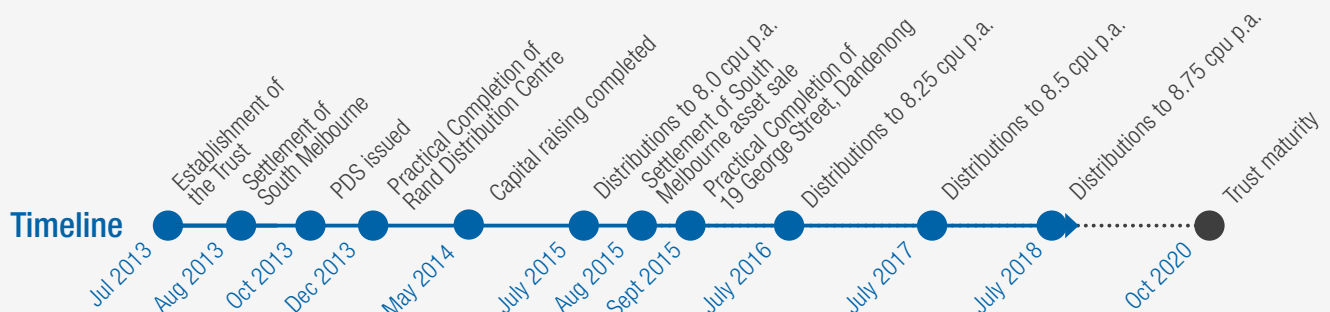 Establishment of
the Trust
Settlement of
South Melbourne
PDS issued
Practical Completion of
Rand Distribution Centre
Capital raising completed
Distributions to 8.0 cpu p.a.
Settlement of South
Melbourne asset sale
Practical Completion of
19 George Street, Dandenong
Distributions to 8.25 cpu p.a.
Distributions to 8.5 cpu p.a.
Distributions to 8.75 cpu p.a.
Trust maturity
Timeline
Jul 2013
Aug 2013
Oct 2013
Dec 2013
May 2014
July 2015
Aug 2015
Sept 2015
July 2016
July 2017
July 2018
Oct 2020